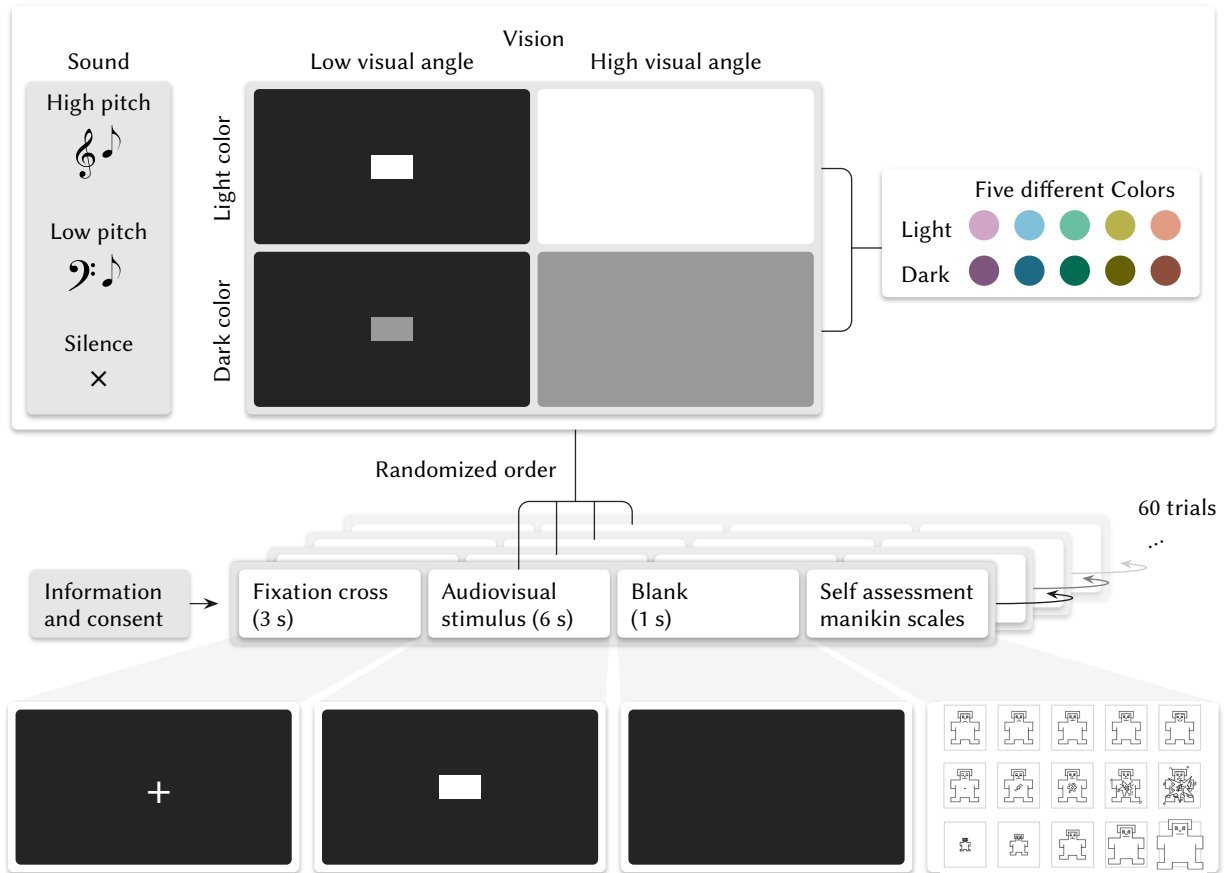 Vision
Sound
Low visual angle
High visual angle
High pitch
Low pitch
Silence
×
Light color
Dark color
Five different Colors
Light
Dark
Randomized order
60 trials
...
Information
and consent
Fixation cross
(3 s)
Audiovisual
stimulus (6 s)
Blank
(1 s)
Self assessment
manikin scales